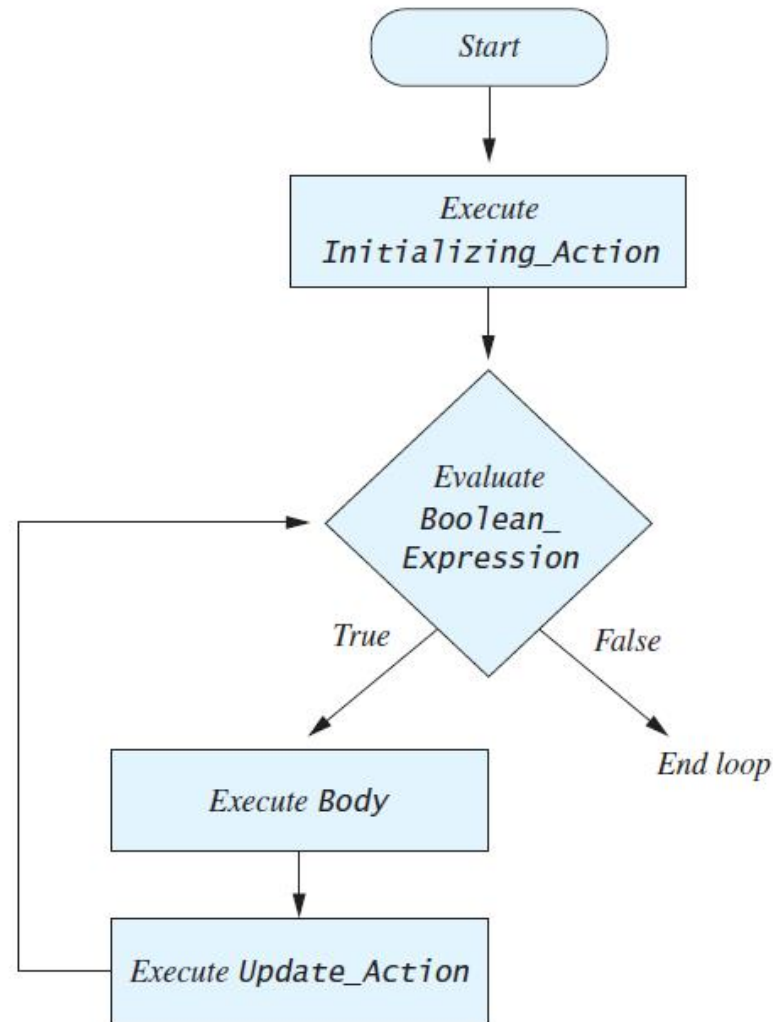 Start
Execute
Initializing_Action
Evaluate
Boolean_
Expression
True
False
End loop
Execute Body
Execute Update_Action